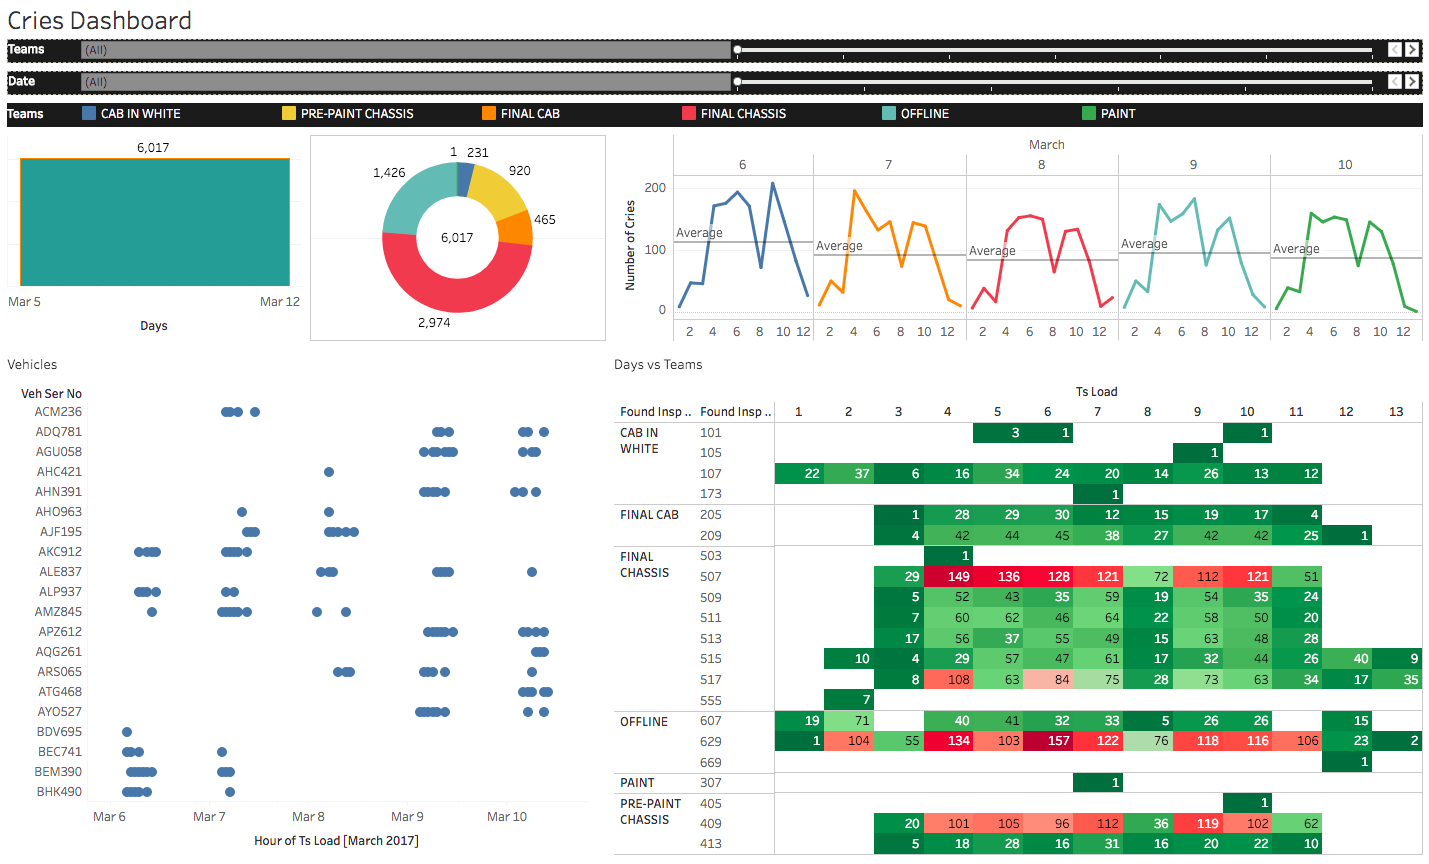 Cries Dashboard
Teams (All)
Date (All)
Teams CAB IN WHITE PRE-PAINT CHASSIS FINAL CAB FINAL CHASSIS OFFLINE PAINT
6,017
Mar 5 Mar 12
Days
1 231
1,426 920
465
6,017
2,974
March
6 7 8 9 10
Number of Cries
200
100
0
Average Average Average Average Average
2 4 6 8 10 12 2 4 6 8 10 12 2 4 6 8 10 12 2 4 6 8 10 12 2 4 6 8 10 12
Vehicles
Veh Ser No
ACM236
ADQ781
AGU058
AHC421
AHN391
AHO963
AJF195
AKC912
ALE837
ALP937
AMZ845
APZ612
AQG261
ARS065
ATG468
AYO527
BDV695
BEC741
BEM390
BHK490
Mar 6 Mar 7 Mar 8 Mar 9 Mar 10
Hour of Ts Load [March 2017]
Days vs Teams
Ts Load
Found Insp .. Found Insp .. 1 2 3 4 5 6 7 8 9 10 11 12 13
CAB IN WHITE 101 3 1 1
105 1
107 22 37 6 16 34 24 20 14 26 13 12
173 1
FINAL CAB 205 1 28 29 30 12 15 19 17 4
209 4 42 44 45 38 27 42 42 25 1
FINAL CHASSIS 503 1
507 29 149 136 128 121 72 112 121 51
509 5 52 43 35 59 19 54 35 24
511 7 60 62 46 64 22 58 50 20
513 17 56 37 55 49 15 63 48 28
515 10 4 29 57 47 61 17 32 44 26 40 9
517 8 108 63 84 75 28 73 63 34 17 35
555 7
OFFLINE 607 19 71 40 41 32 33 5 26 26 15
629 1 104 55 134 103 157 122 76 118 116 106 23 2
669 1
PAINT 307 1
PRE-PAINT CHASSIS 405 1
409 20 101 105 96 112 36 119 102 62
413 5 18 28 16 31 16 20 22 10